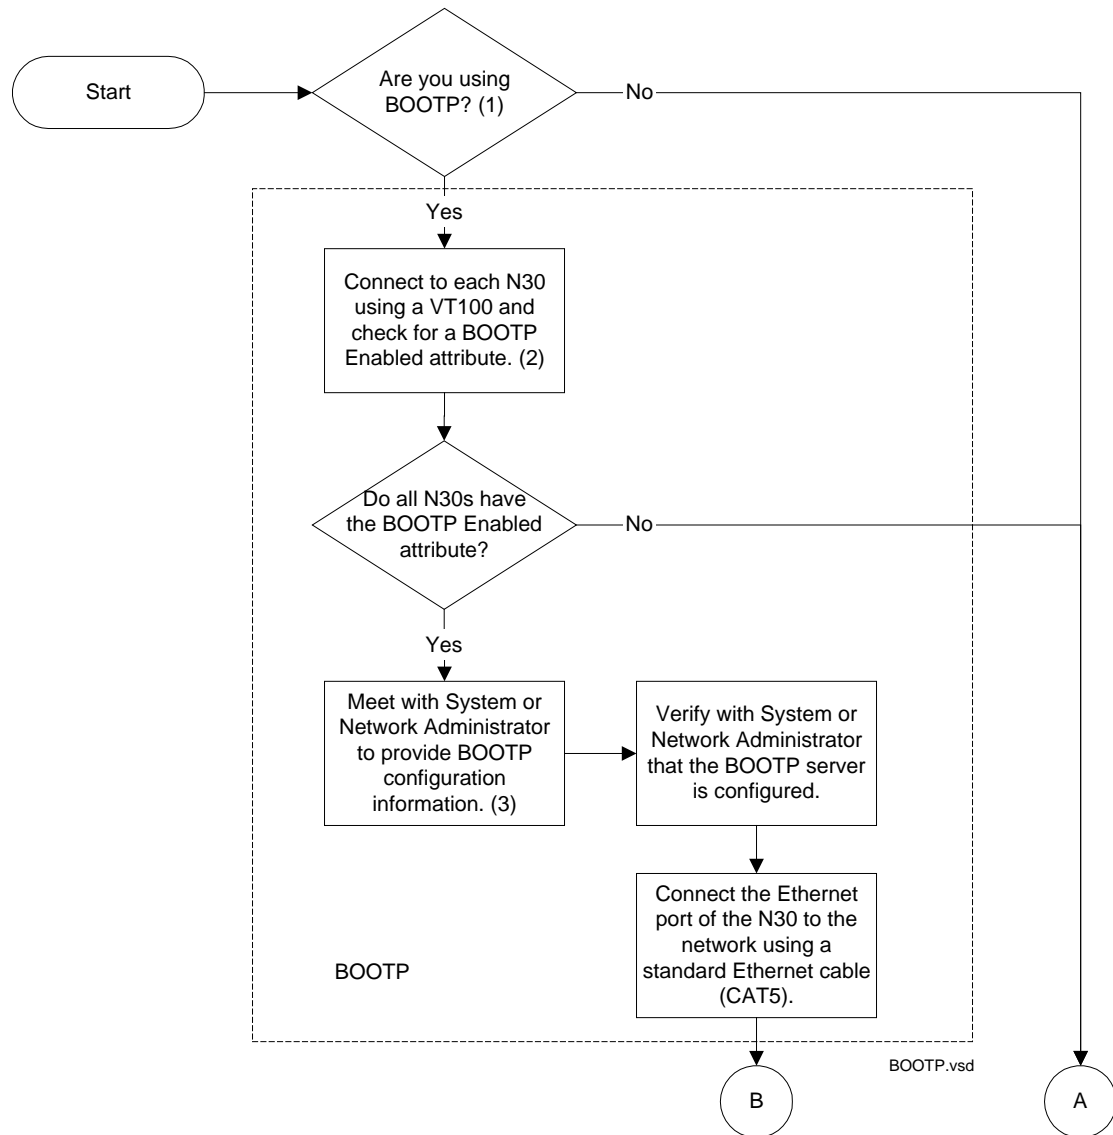 Start
Are you using
BOOTP? (1)
No
Yes
Connect to each N30
using a VT100 and
check for a BOOTP
Enabled attribute. (2)
Do all N30s have
the BOOTP Enabled
attribute?
No
Yes
Meet with System or
Network Administrator
to provide BOOTP
configuration
information. (3)
Verify with System or
Network Administrator
that the BOOTP server
is configured.
Connect the Ethernet
port of the N30 to the
network using a
standard Ethernet cable
(CAT5).
BOOTP
BOOTP.vsd
B
A